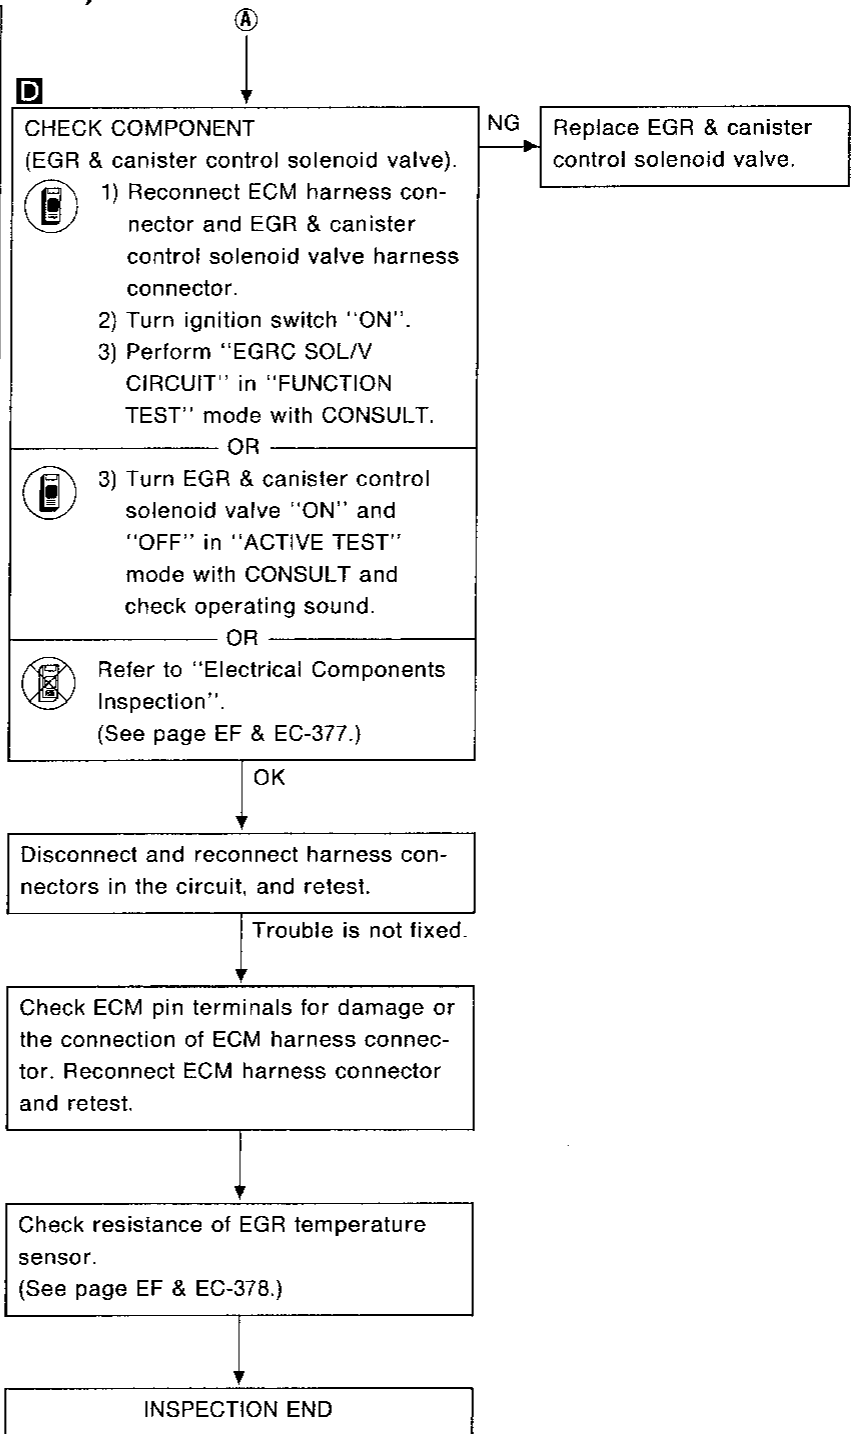 Ⓐ
D
CHECK COMPONENT
(EGR & canister control solenoid valve).
1) Reconnect ECM harness con-
nector and EGR & canister
control solenoid valve harness
connector.
2) Turn ignition switch "ON".
3) Perform "EGRC SOL/V
CIRCUIT" in "FUNCTION
TEST" mode with CONSULT.
OR
3) Turn EGR & canister control
solenoid valve "ON" and
"OFF" in "ACTIVE TEST"
mode with CONSULT and
check operating sound.
OR
Refer to "Electrical Components
Inspection".
(See page EF & EC-377.)
NG
Replace EGR & canister
control solenoid valve.
OK
Disconnect and reconnect harness con-
nectors in the circuit, and retest.
Trouble is not fixed.
Check ECM pin terminals for damage or
the connection of ECM harness connec-
tor. Reconnect ECM harness connector
and retest.
Check resistance of EGR temperature
sensor.
(See page EF & EC-378.)
INSPECTION END